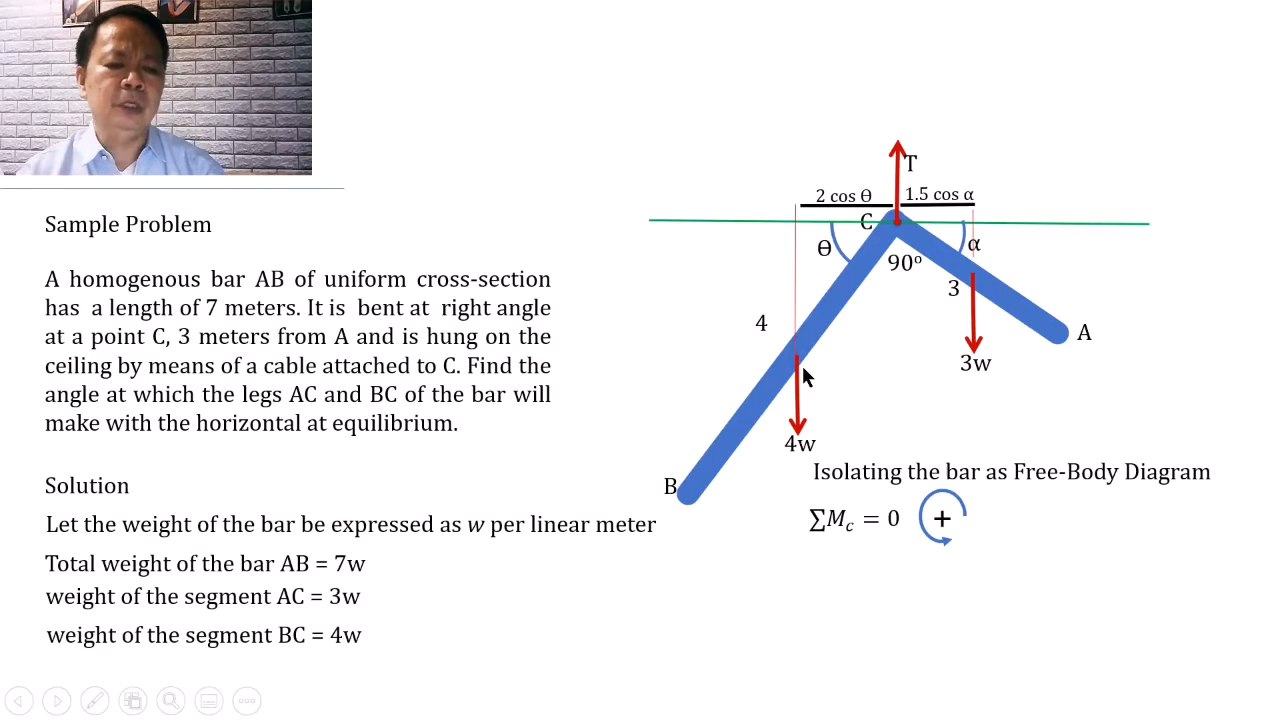 Sample Problem
A homogenous bar AB of uniform cross-section
has a length of 7 meters. It is bent at right angle
at a point C, 3 meters from A and is hung on the
ceiling by means of a cable attached to C. Find the
angle at which the legs AC and BC of the bar will
make with the horizontal at equilibrium.
Solution
Let the weight of the bar be expressed as w per linear meter
Total weight of the bar AB = 7w
weight of the segment AC = 3w
weight of the segment BC = 4w
T
2 cos Θ
1.5 cos α
C
Θ
α
90°
3
4
A
3w
4w
B
Isolating the bar as Free-Body Diagram
∑M_c = 0 +